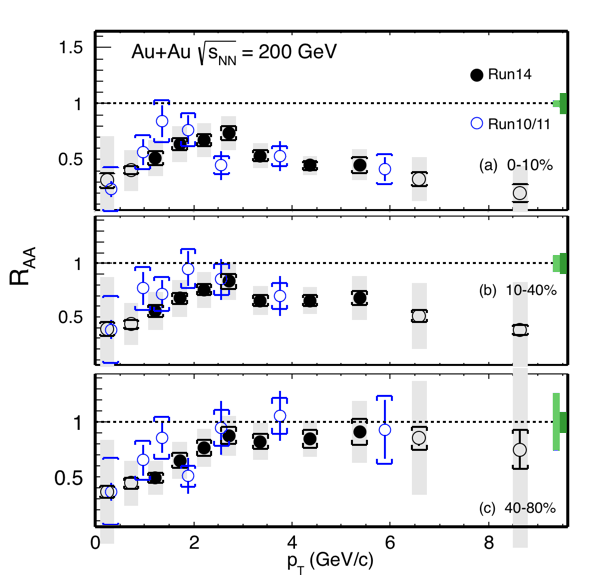 Au+Au √sNN = 200 GeV
1.5
Run14
1
Run10/11
0.5
(a) 0-10%
RAA
1
(b) 10-40%
0.5
1
0.5
(c) 40-80%
0 2 4 6 8
pT (GeV/c)